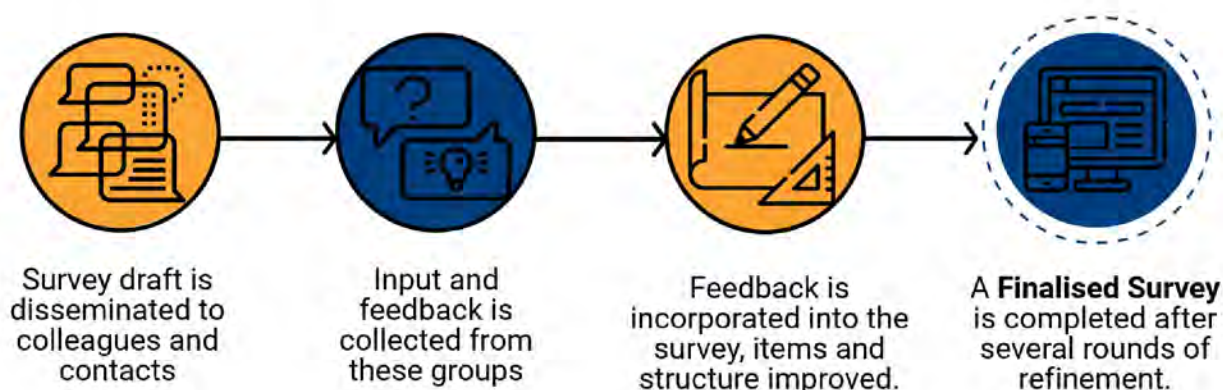 Survey draft is
disseminated to
colleagues and
contacts
Input and
feedback is
collected from
these groups
Feedback is
incorporated into the
survey, items and
structure improved.
A Finalised Survey
is completed after
several rounds of
refinement.